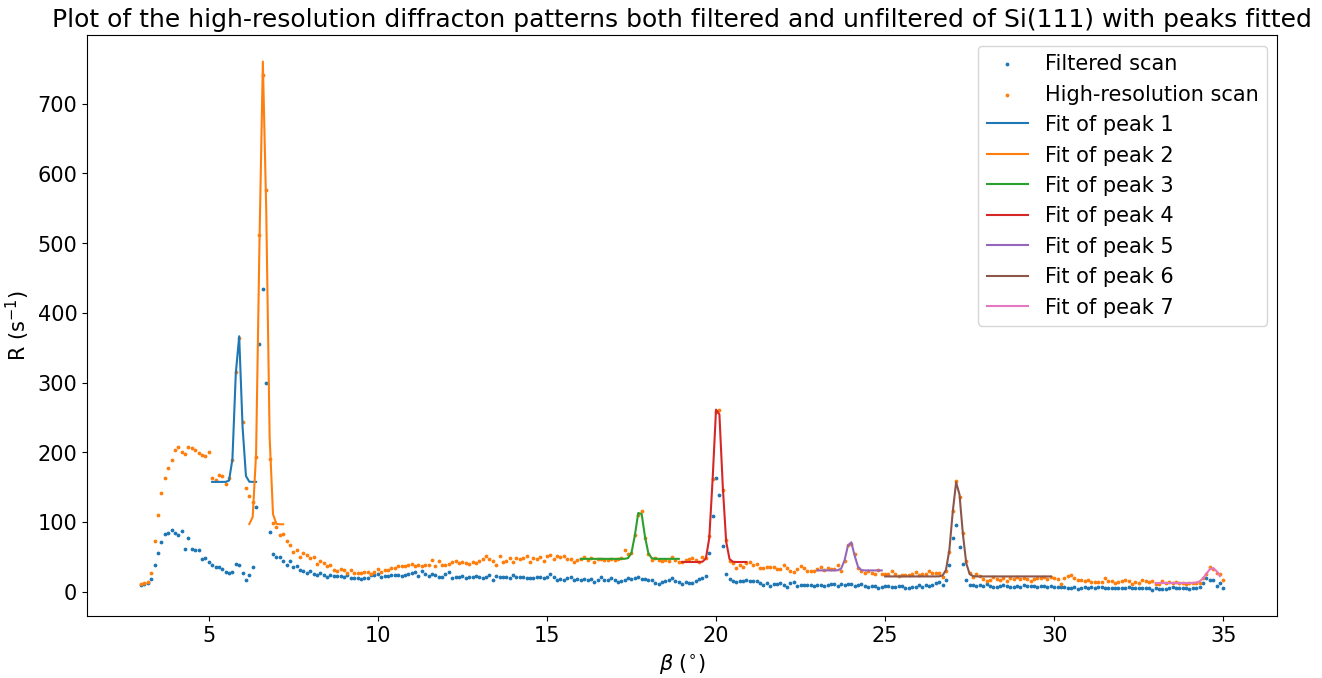 Plot of the high-resolution diffracton patterns both filtered and unfiltered of Si(111) with peaks fitted
R (s⁻¹)
700
600
500
400
300
200
100
0
5
10
15
20
25
30
35
β (°)
Filtered scan
High-resolution scan
Fit of peak 1
Fit of peak 2
Fit of peak 3
Fit of peak 4
Fit of peak 5
Fit of peak 6
Fit of peak 7